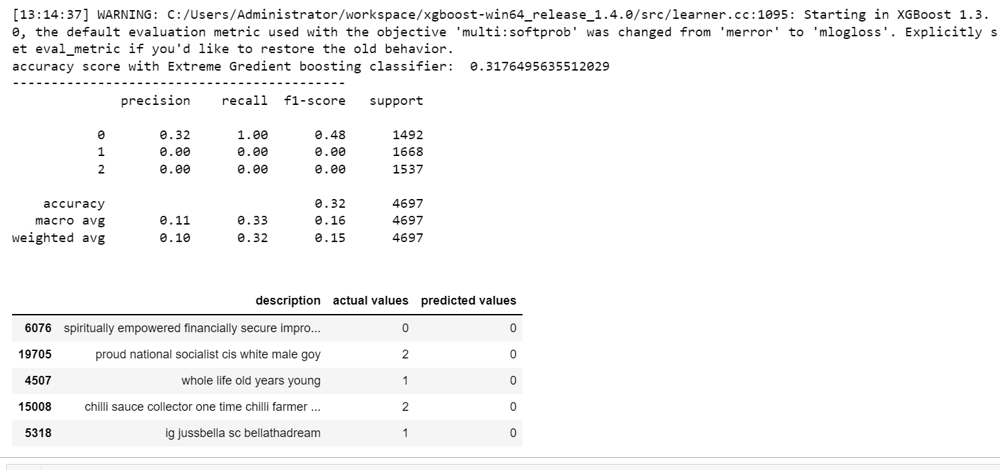 [13:14:37] WARNING: C:/Users/Administrator/workspace/xgboost-win64_release_1.4.0/src/learner.cc:1095: Starting in XGBoost 1.3.
0, the default evaluation metric used with the objective 'multi:softprob' was changed from 'merror' to 'mlogloss'. Explicitly s
et eval_metric if you'd like to restore the old behavior.
accuracy score with Extreme Gredient boosting classifier:  0.3176495635512029
-------------------------------------------
precision recall f1-score support
0 0.32 1.00 0.48 1492
1 0.00 0.00 0.00 1668
2 0.00 0.00 0.00 1537
accuracy 0.32 4697
macro avg 0.11 0.33 0.16 4697
weighted avg 0.10 0.32 0.15 4697
description actual values predicted values
6076 spiritually empowered financially secure impro... 0 0
19705 proud national socialist cis white male goy 2 0
4507 whole life old years young 1 0
15008 chilli sauce collector one time chilli farmer ... 2 0
5318 ig jussbella sc bellathadream 1 0